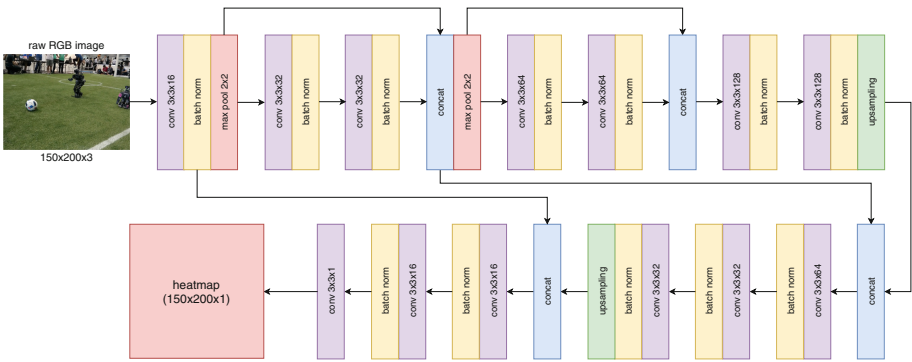 raw RGB image
150x200x3
conv 3x3x16
batch norm
max pool 2x2
conv 3x3x32
batch norm
conv 3x3x32
batch norm
concat
max pool 2x2
conv 3x3x64
batch norm
conv 3x3x64
batch norm
concat
conv 3x3x128
batch norm
conv 3x3x128
batch norm
upsampling
heatmap
(150x200x1)
conv 3x3x1
batch norm
conv 3x3x16
batch norm
conv 3x3x16
concat
upsampling
batch norm
conv 3x3x32
batch norm
conv 3x3x32
batch norm
conv 3x3x64
concat